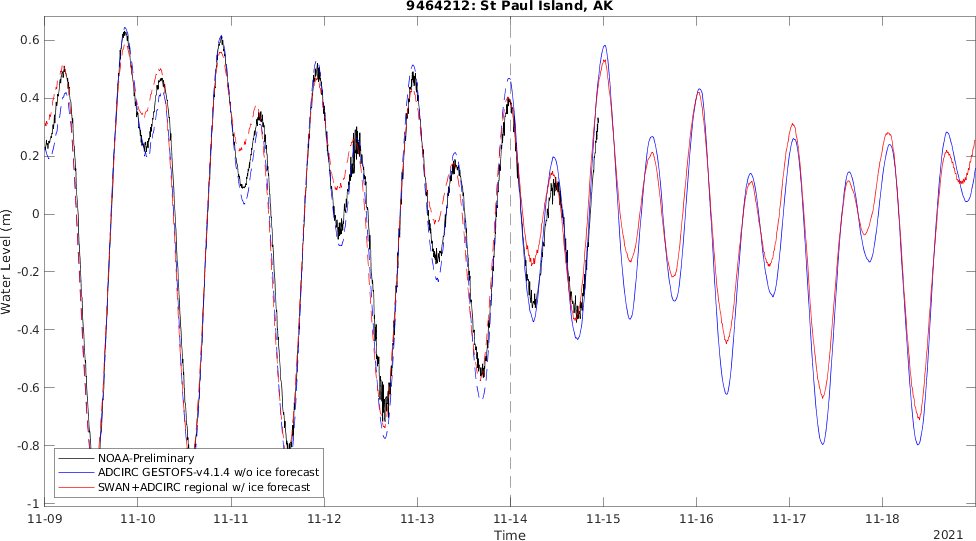 9464212: St Paul Island, AK
Water Level (m)
0.6
0.4
0.2
0
-0.2
-0.4
-0.6
-0.8
-1
NOAA-Preliminary
ADCIRC GESTOFS-v4.1.4 w/o ice forecast
SWAN+ADCIRC regional w/ ice forecast
11-09 11-10 11-11 11-12 11-13 11-14 11-15 11-16 11-17 11-18
Time
2021